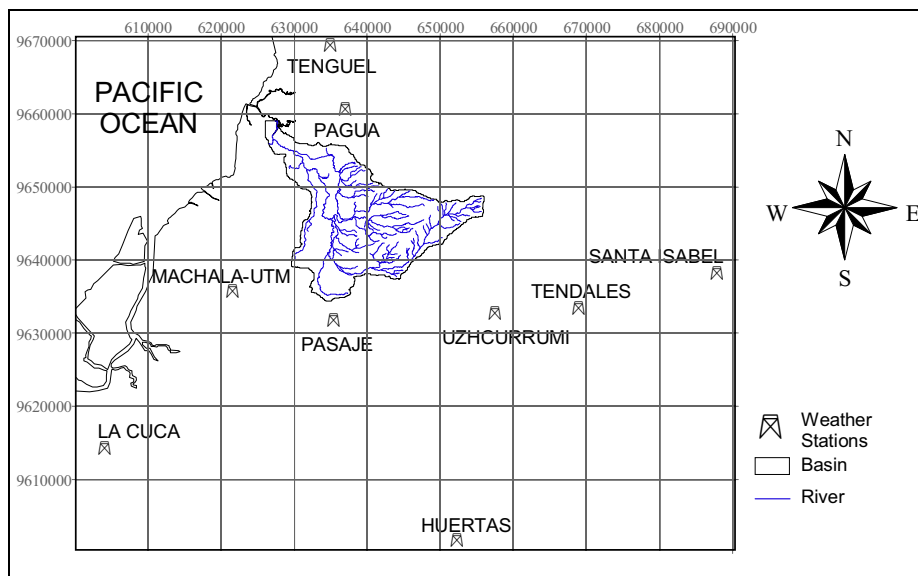 610000 620000 630000 640000 650000 660000 670000 680000 690000
9670000
TENGUEL
PACIFIC
OCEAN
9660000
PAGUA
N
9650000
W
E
9640000
SANTA ISABEL
S
MACHALA-UTM
TENDALES
9630000
PASAJE
UZHCURRUMI
9620000
LA CUCA
Weather
Stations
Basin
9610000
River
HUERTAS